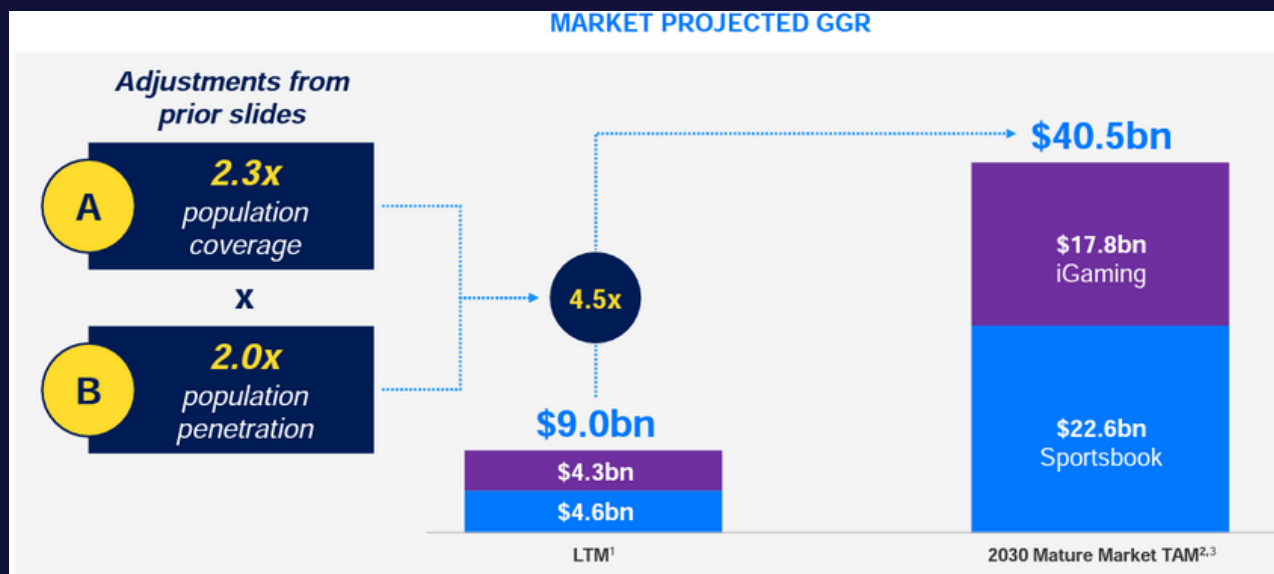 MARKET PROJECTED GGR
Adjustments from
prior slides
A
2.3x
population
coverage
x
B
2.0x
population
penetration
4.5x
$9.0bn
$4.3bn
$4.6bn
LTM¹
$40.5bn
$17.8bn
iGaming
$22.6bn
Sportsbook
2030 Mature Market TAM²,³